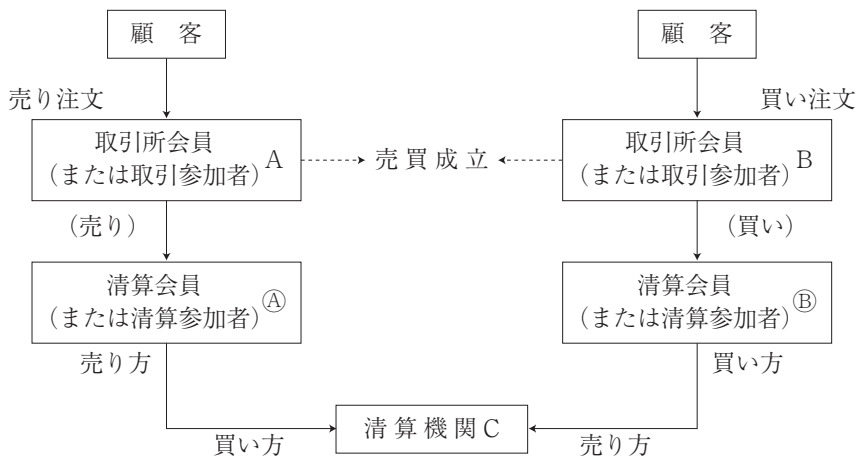 顧　客
顧　客
売り注文
買い注文
取引所会員
(または取引参加者) A
売 買 成 立
取引所会員
(または取引参加者) B
(売り)
(買い)
清算会員
(または清算参加者) Ⓐ
清算会員
(または清算参加者) Ⓑ
売り方
買い方
買い方
清 算 機 関 C
売り方